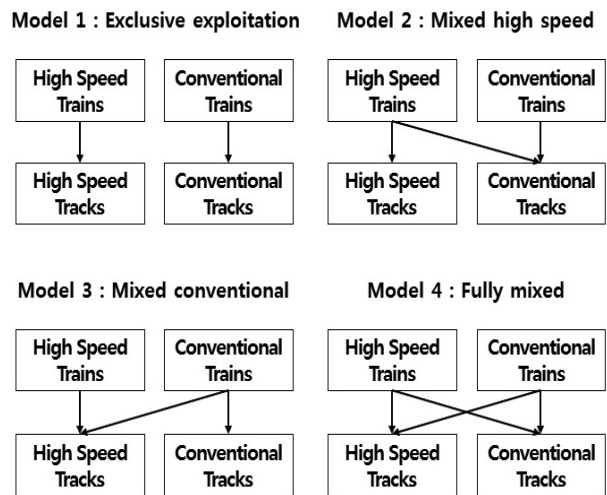 Model 1 : Exclusive exploitation
High Speed
Trains
Conventional
Trains
High Speed
Tracks
Conventional
Tracks
Model 2 : Mixed high speed
High Speed
Trains
Conventional
Trains
High Speed
Tracks
Conventional
Tracks
Model 3 : Mixed conventional
High Speed
Trains
Conventional
Trains
High Speed
Tracks
Conventional
Tracks
Model 4 : Fully mixed
High Speed
Trains
Conventional
Trains
High Speed
Tracks
Conventional
Tracks